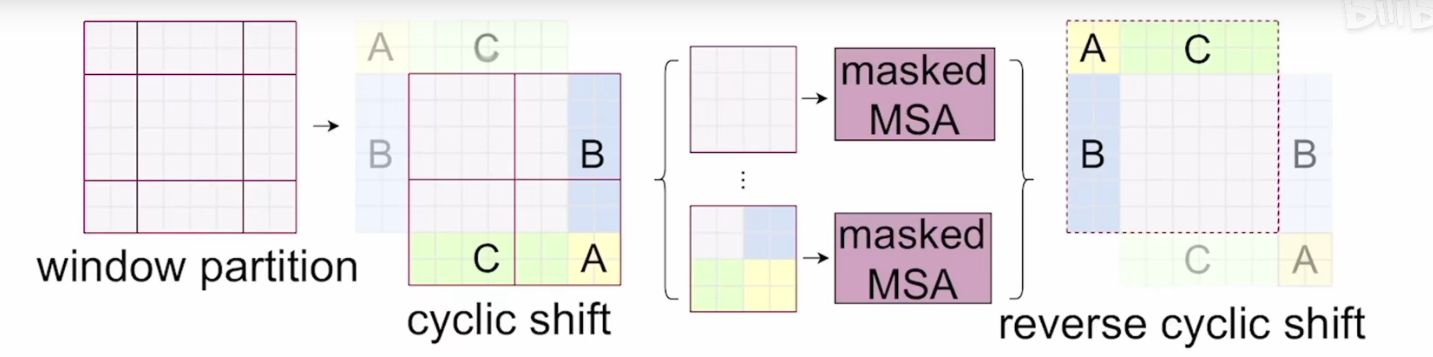 A
C
B
B
C
A
window partition
cyclic shift
masked
MSA
⋮
masked
MSA
A
C
B
B
C
A
reverse cyclic shift